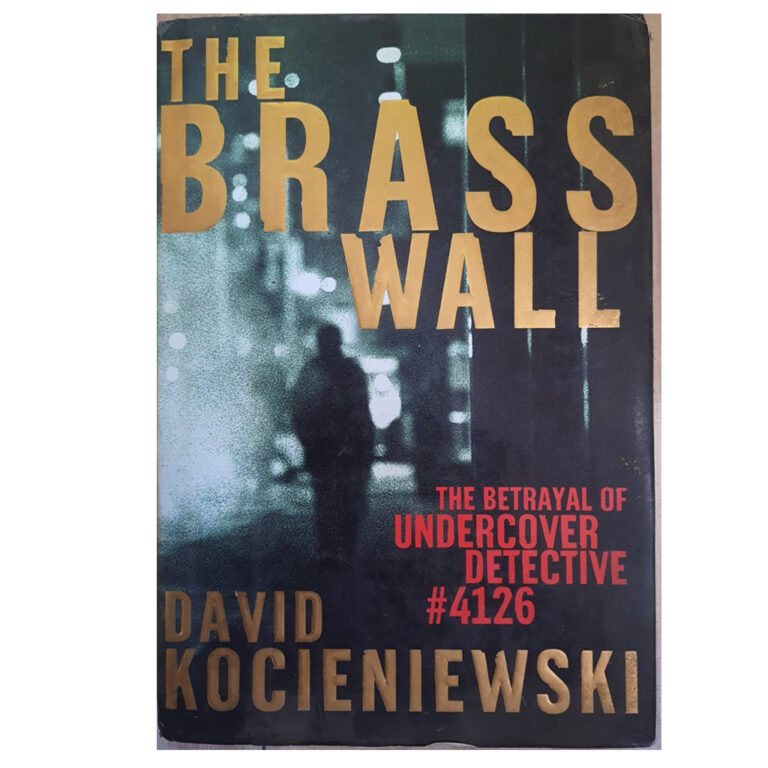 THE
BRASS
WALL
THE BETRAYAL OF
UNDERCOVER
DETECTIVE
#4126
DAVID
KOCIENIEWSKI